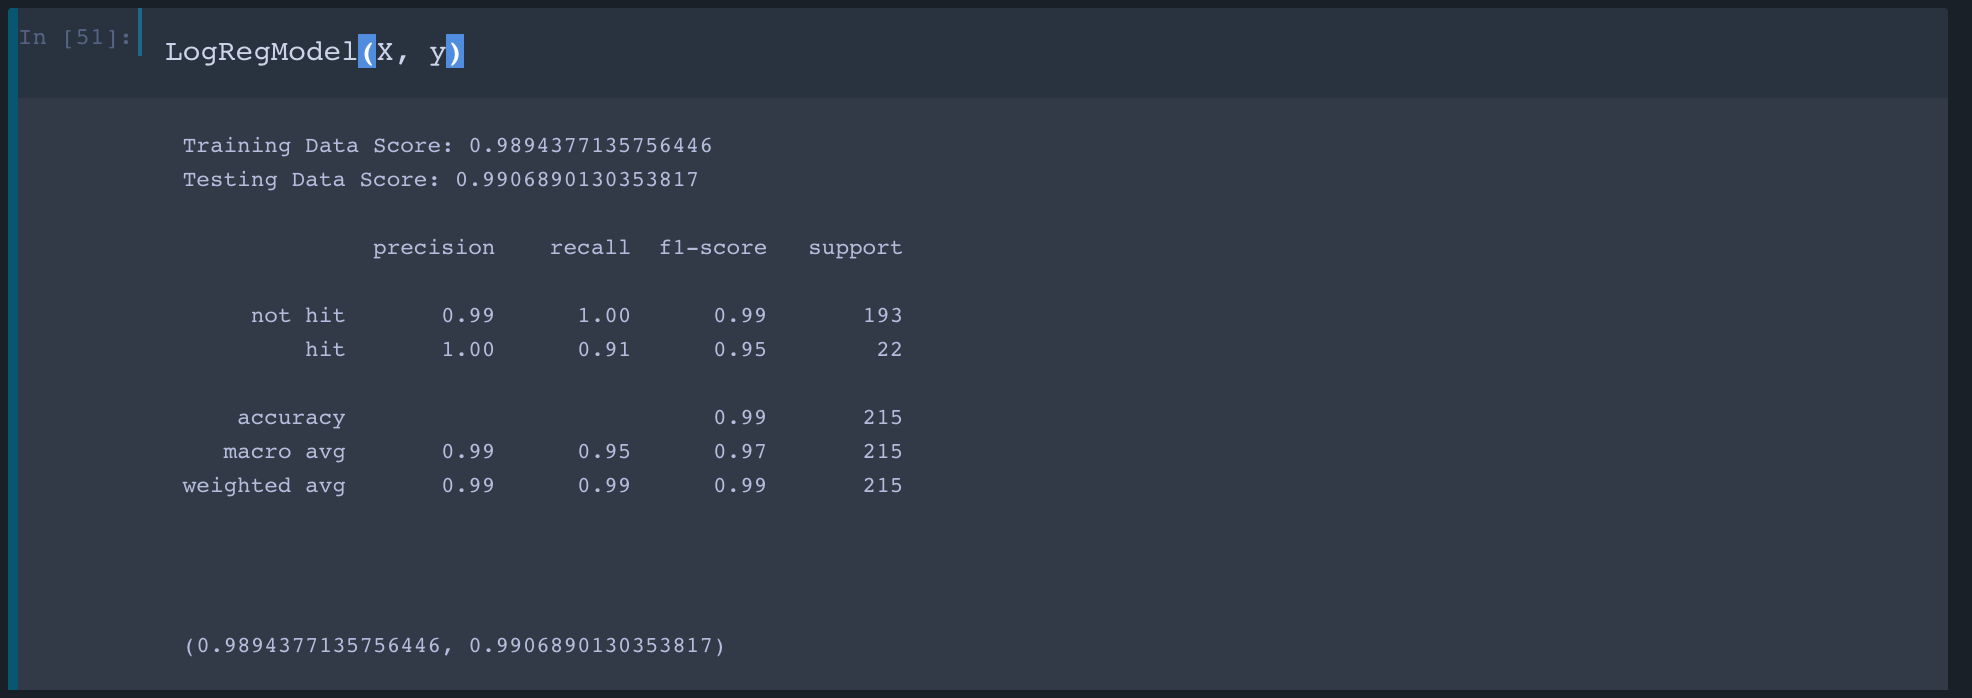 In [51]:
LogRegModel(X, y)
Training Data Score: 0.9894377135756446
Testing Data Score: 0.9906890130353817
precision recall f1-score support
not hit 0.99 1.00 0.99 193
hit 1.00 0.91 0.95 22
accuracy 0.99 215
macro avg 0.99 0.95 0.97 215
weighted avg 0.99 0.99 0.99 215
(0.9894377135756446, 0.9906890130353817)